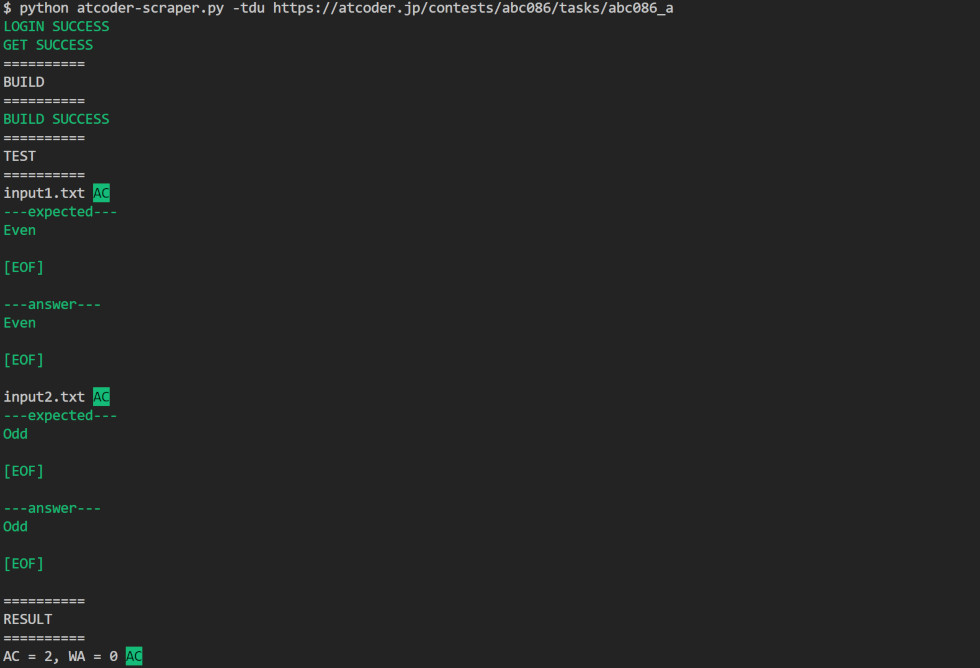 $ python atcoder-scraper.py -tdu https://atcoder.jp/contests/abc086/tasks/abc086_a
LOGIN SUCCESS
GET SUCCESS
==========
BUILD
==========
BUILD SUCCESS
==========
TEST
==========
input1.txt AC
---expected---
Even
[EOF]
---answer---
Even
[EOF]
input2.txt AC
---expected---
Odd
[EOF]
---answer---
Odd
[EOF]
==========
RESULT
==========
AC = 2, WA = 0 AC